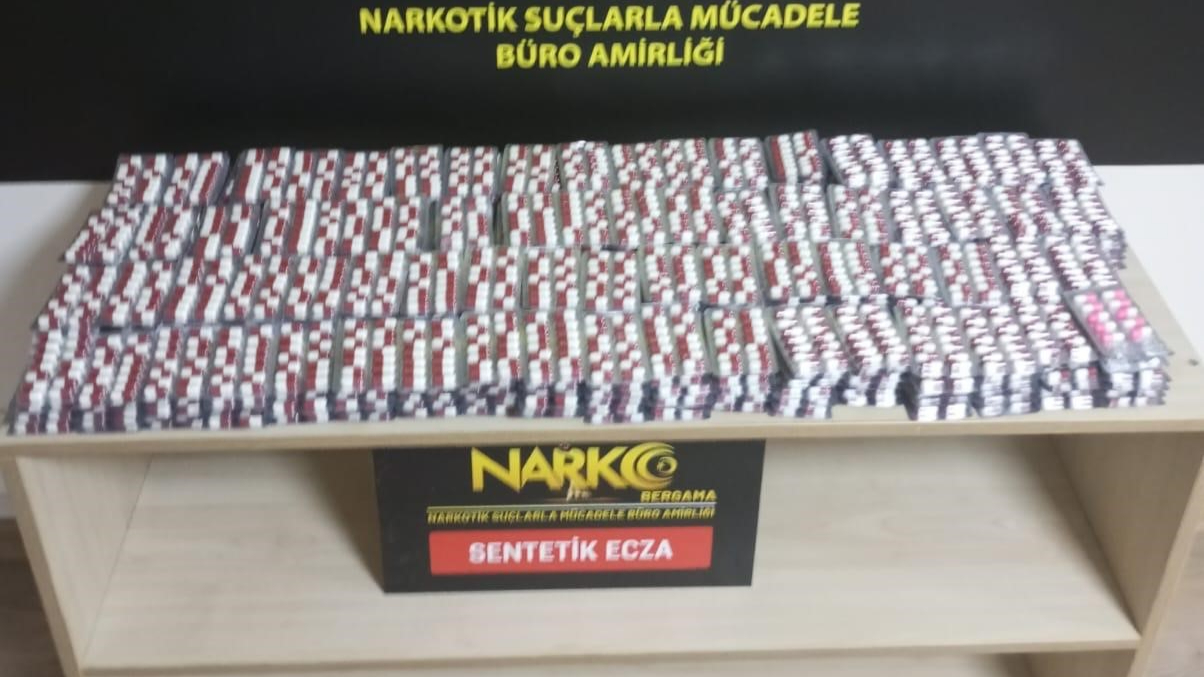 NARKOTİK SUÇLARLA MÜCADELE
BÜRO AMİRLİĞİ
NARKO
BERGAMA
NARKOTİK SUÇLARLA MÜCADELE BÜRO AMİRLİĞİ
SENTETİK ECZA